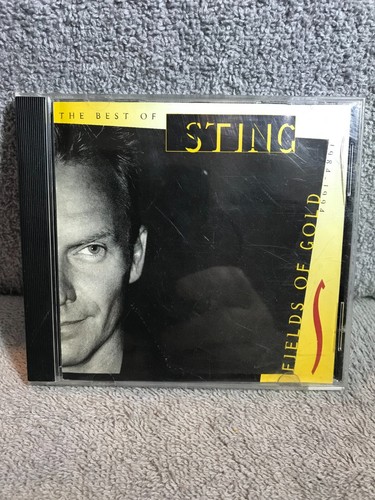 THE BEST OF
STING
FIELDS OF GOLD
1984-1994